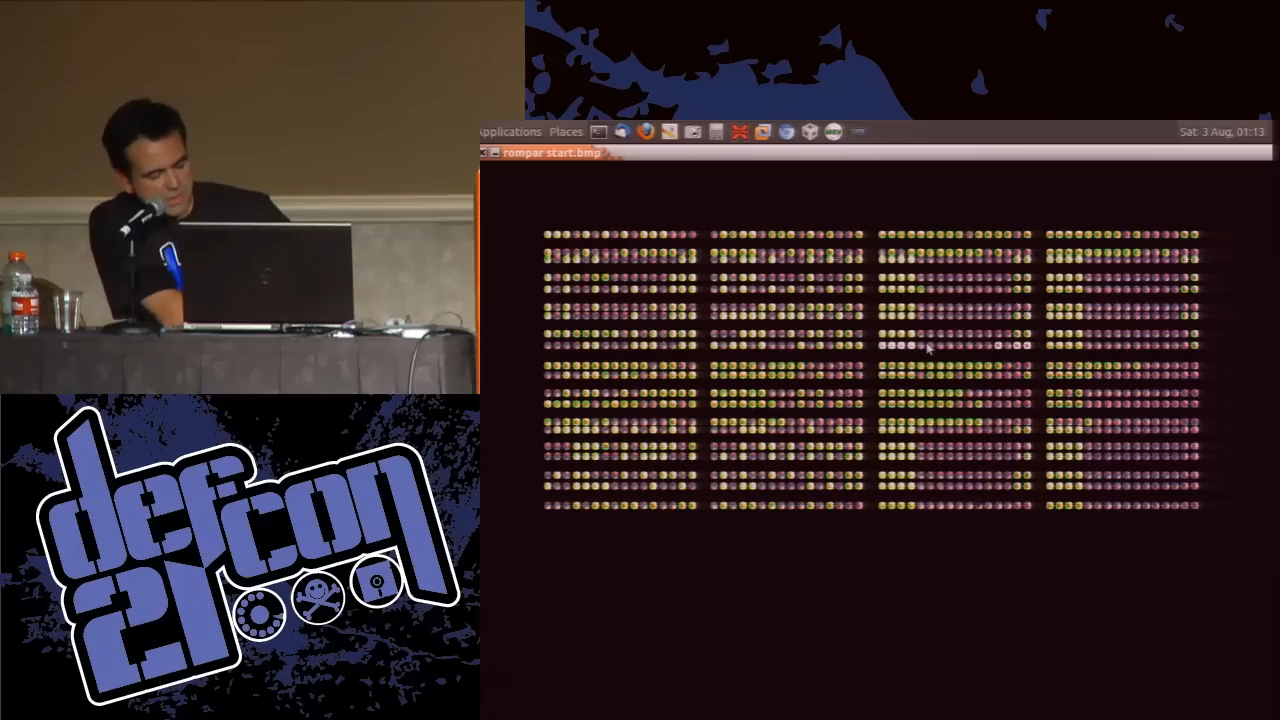 Applications Places
Sat 3 Aug, 01:13
rompar start.bmp
defcon
21